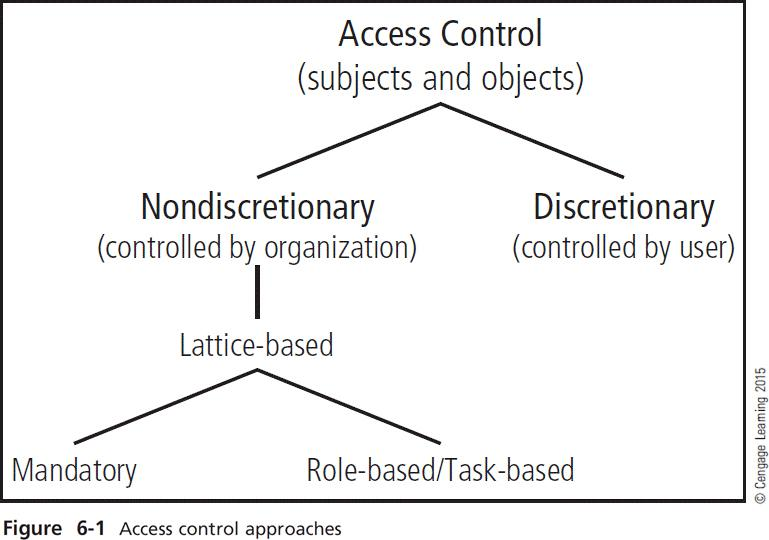 Access Control
(subjects and objects)
Nondiscretionary
(controlled by organization)
Discretionary
(controlled by user)
Lattice-based
Mandatory
Role-based/Task-based
© Cengage Learning 2015
Figure 6-1 Access control approaches